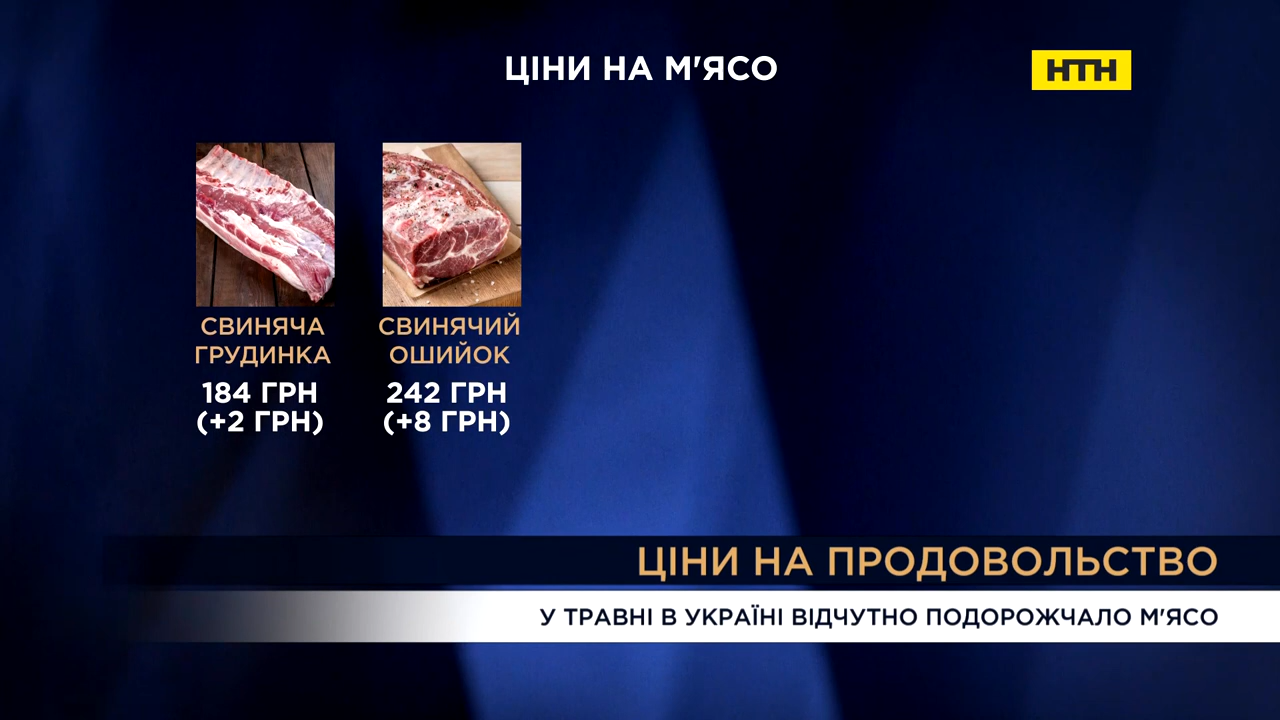 ЦІНИ НА М'ЯСО
НТН
СВИНЯЧА
ГРУДИНКА
184 ГРН
(+2 ГРН)
СВИНЯЧИЙ
ОШИЙОК
242 ГРН
(+8 ГРН)
ЦІНИ НА ПРОДОВОЛЬСТВО
У ТРАВНІ В УКРАЇНІ ВІДЧУТНО ПОДОРОЖЧАЛО М'ЯСО